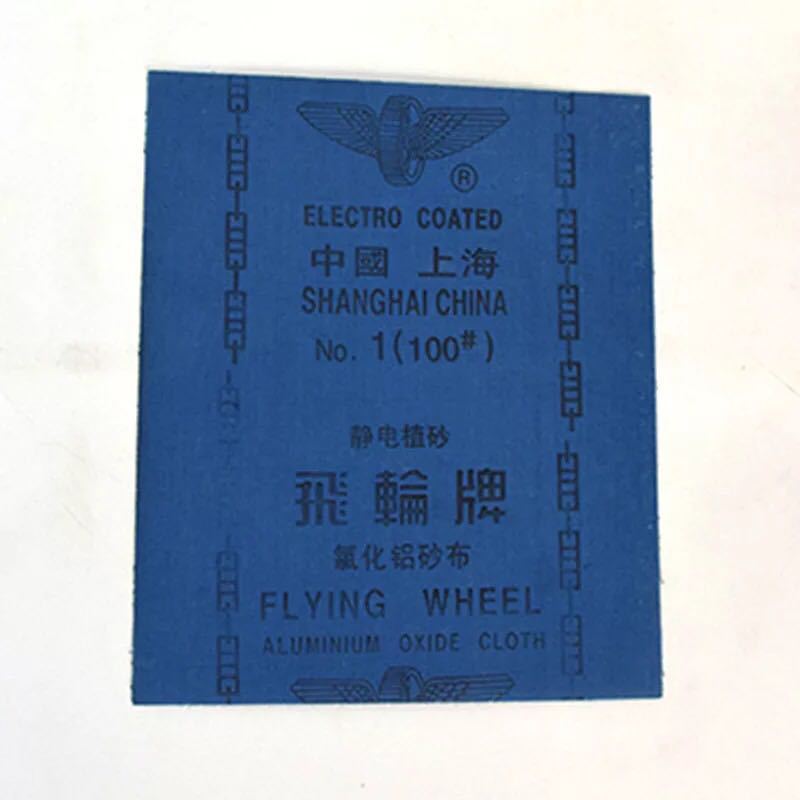 ®
ELECTRO COATED
中國 上海
SHANGHAI CHINA
No. 1(100#)
静电植砂
飛輪牌
氧化铝砂布
FLYING WHEEL
ALUMINIUM OXIDE CLOTH